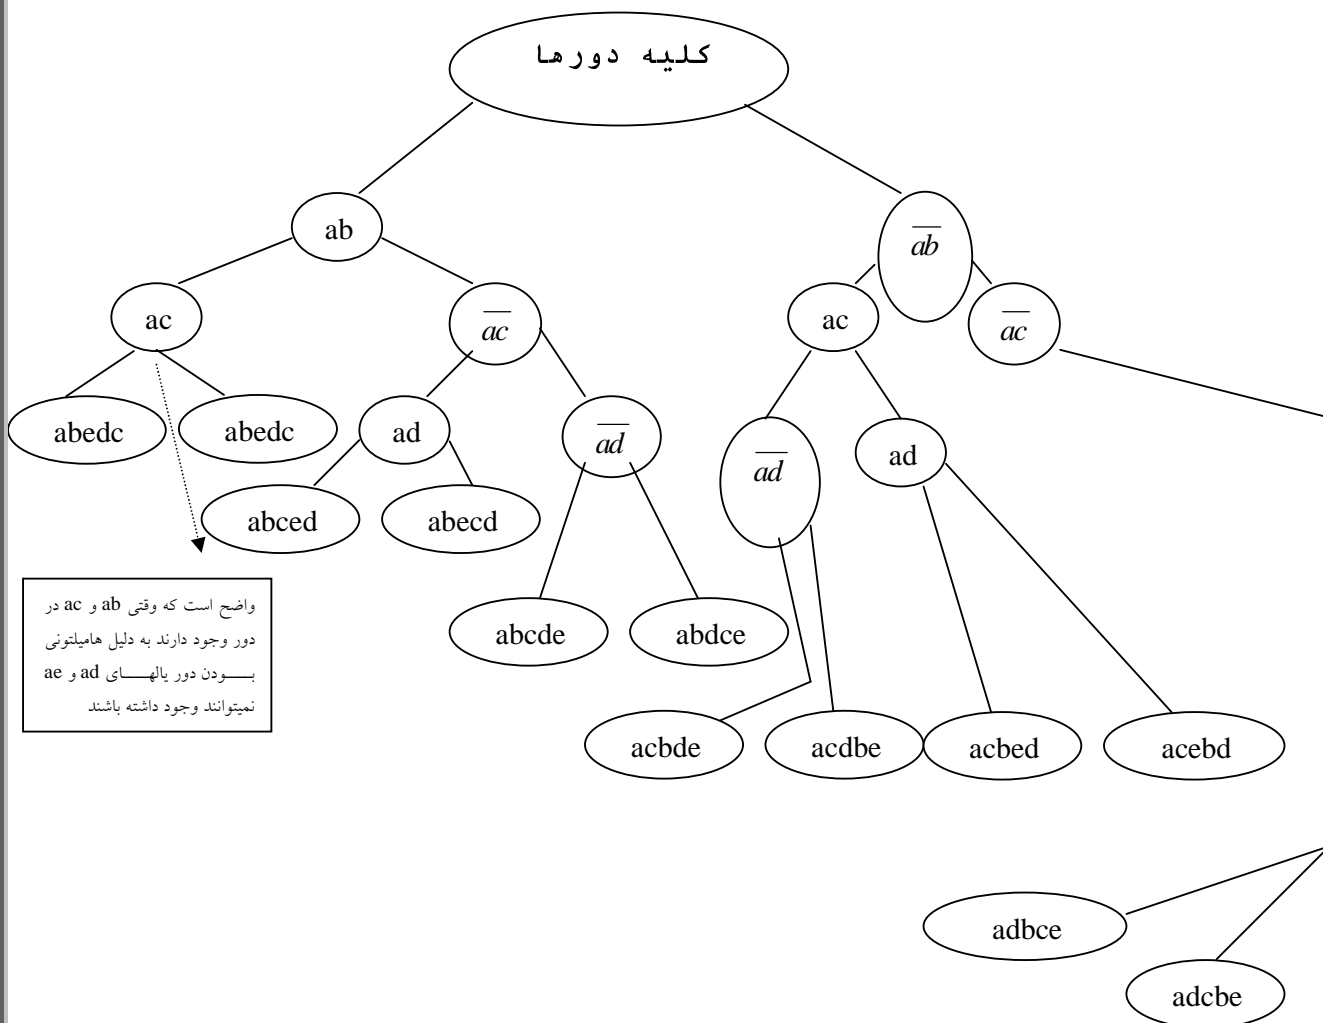 کلیه دورها
ab
ab
ac
ac
ac
ac
abedc
abedc
ad
ad
ad
ad
abced
abecd
واضح است که وقتی ab و ac در
دور وجود دارند به دلیل هامیلتونی
بودن دور یالهای ad و ae
نمیتوانند وجود داشته باشند
abcde
abdce
acbde
acdbe
acbed
acebd
adbce
adcbe